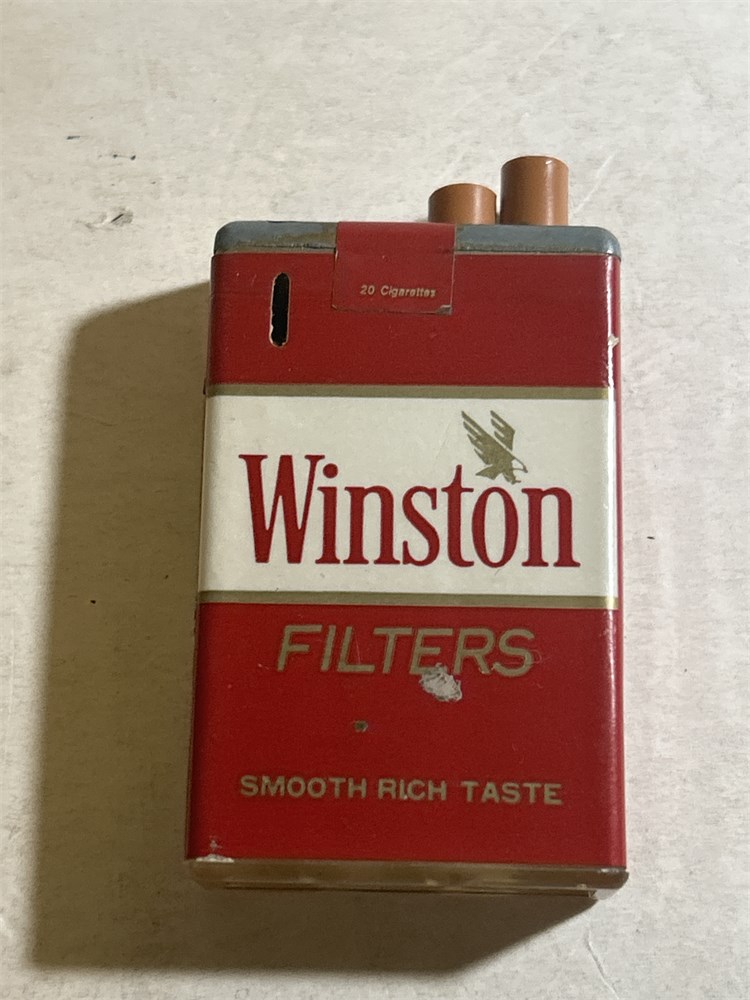 20 Cigarettes
Winston
FILTERS
SMOOTH RICH TASTE